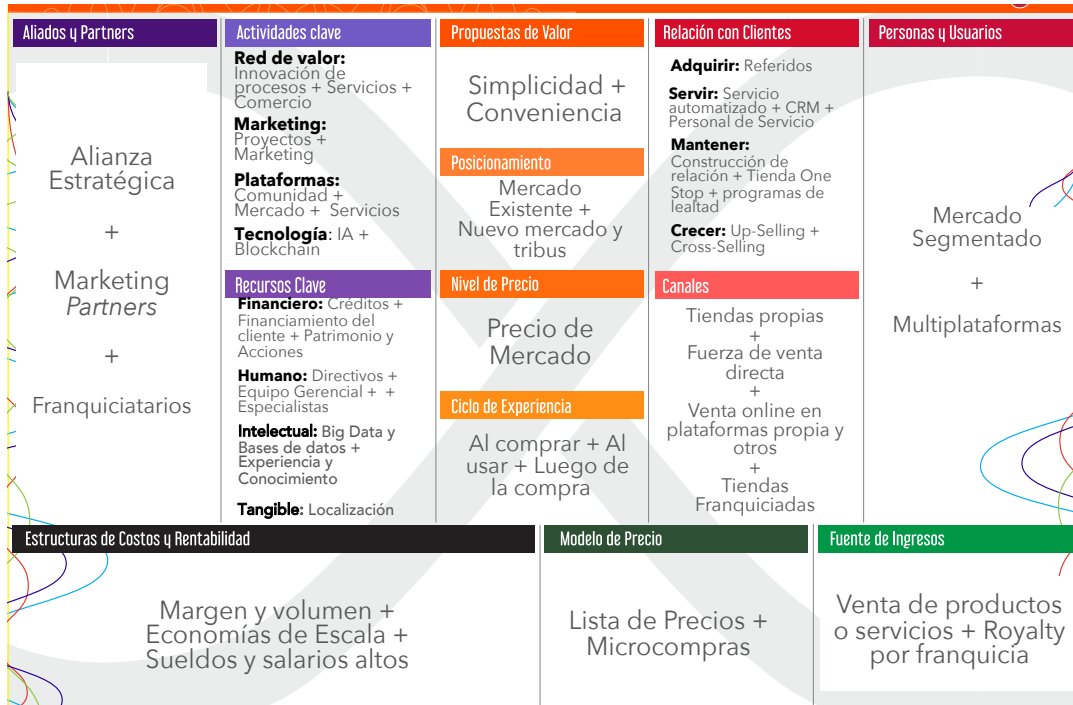 Aliados y Partners
Alianza
Estratégica
+
Marketing
Partners
+
Franquiciatarios
Actividades clave
Red de valor:
Innovación de
procesos + Servicios +
Comercio
Marketing:
Proyectos +
Marketing
Plataformas:
Comunidad +
Mercado + Servicios
Tecnología: IA +
Blockchain
Recursos Clave
Financiero: Créditos +
Financiamiento del
cliente + Patrimonio y
Acciones
Humano: Directivos +
Equipo Gerencial + +
Especialistas
Intelectual: Big Data y
Bases de datos +
Experiencia y
Conocimiento
Tangible: Localización
Propuestas de Valor
Simplicidad +
Conveniencia
Posicionamiento
Mercado
Existente +
Nuevo mercado y
tribus
Nivel de Precio
Precio de
Mercado
Ciclo de Experiencia
Al comprar + Al
usar + Luego de
la compra
Relación con Clientes
Adquirir: Referidos
Servir: Servicio
automatizado + CRM +
Personal de Servicio
Mantener:
Construcción de
relación + Tienda One
Stop + programas de
lealtad
Crecer: Up-Selling +
Cross-Selling
Canales
Tiendas propias
+
Fuerza de venta
directa
+
Venta online en
plataformas propia y
otros
+
Tiendas
Franquiciadas
Personas y Usuarios
Mercado
Segmentado
+
Multiplataformas
Estructuras de Costos y Rentabilidad
Margen y volumen +
Economías de Escala +
Sueldos y salarios altos
Modelo de Precio
Lista de Precios +
Microcompras
Fuente de Ingresos
Venta de productos
o servicios + Royalty
por franquicia